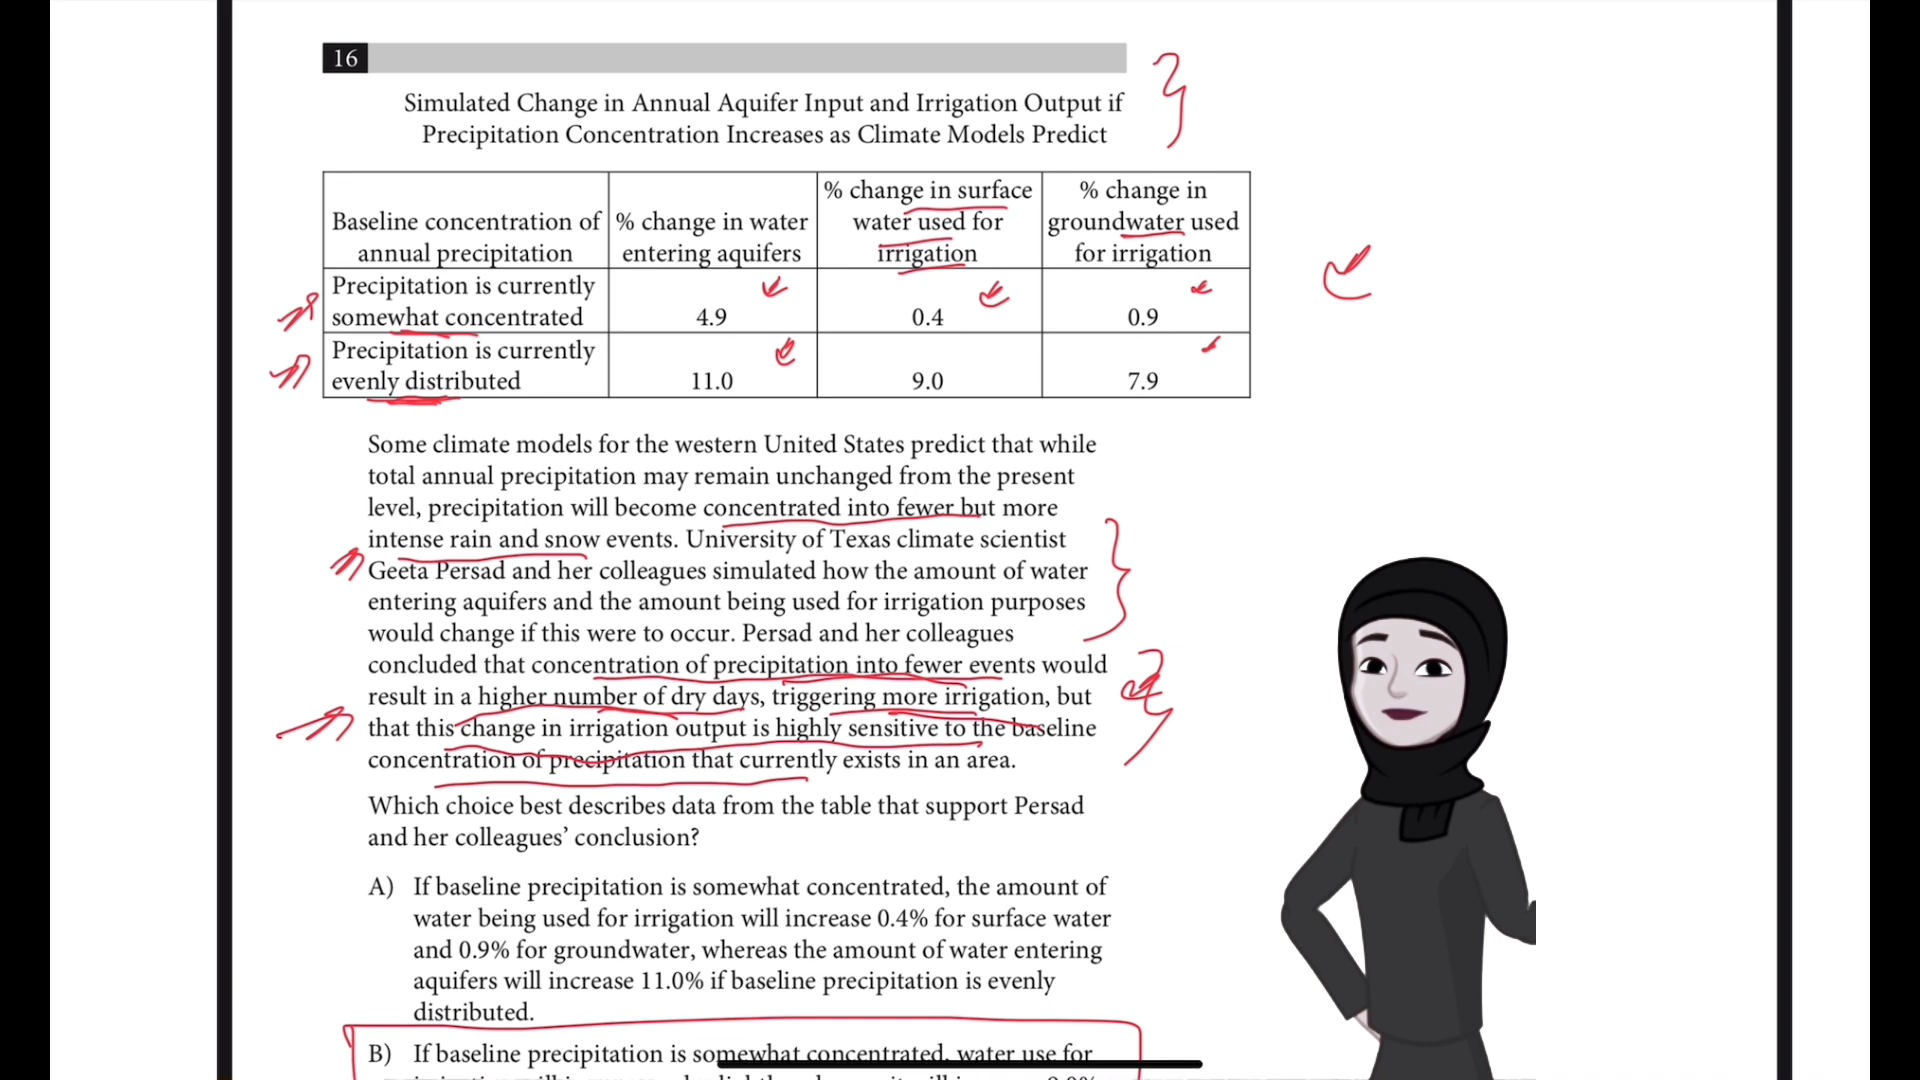 16
Simulated Change in Annual Aquifer Input and Irrigation Output if
Precipitation Concentration Increases as Climate Models Predict
Baseline concentration of
annual precipitation
% change in water
entering aquifers
% change in surface
water used for
irrigation
% change in
groundwater used
for irrigation
Precipitation is currently
somewhat concentrated
4.9
0.4
0.9
Precipitation is currently
evenly distributed
11.0
9.0
7.9
Some climate models for the western United States predict that while
total annual precipitation may remain unchanged from the present
level, precipitation will become concentrated into fewer but more
intense rain and snow events. University of Texas climate scientist
Geeta Persad and her colleagues simulated how the amount of water
entering aquifers and the amount being used for irrigation purposes
would change if this were to occur. Persad and her colleagues
concluded that concentration of precipitation into fewer events would
result in a higher number of dry days, triggering more irrigation, but
that this change in irrigation output is highly sensitive to the baseline
concentration of precipitation that currently exists in an area.
Which choice best describes data from the table that support Persad
and her colleagues’ conclusion?
A) If baseline precipitation is somewhat concentrated, the amount of
water being used for irrigation will increase 0.4% for surface water
and 0.9% for groundwater, whereas the amount of water entering
aquifers will increase 11.0% if baseline precipitation is evenly
distributed.
B) If baseline precipitation is somewhat concentrated, water use for